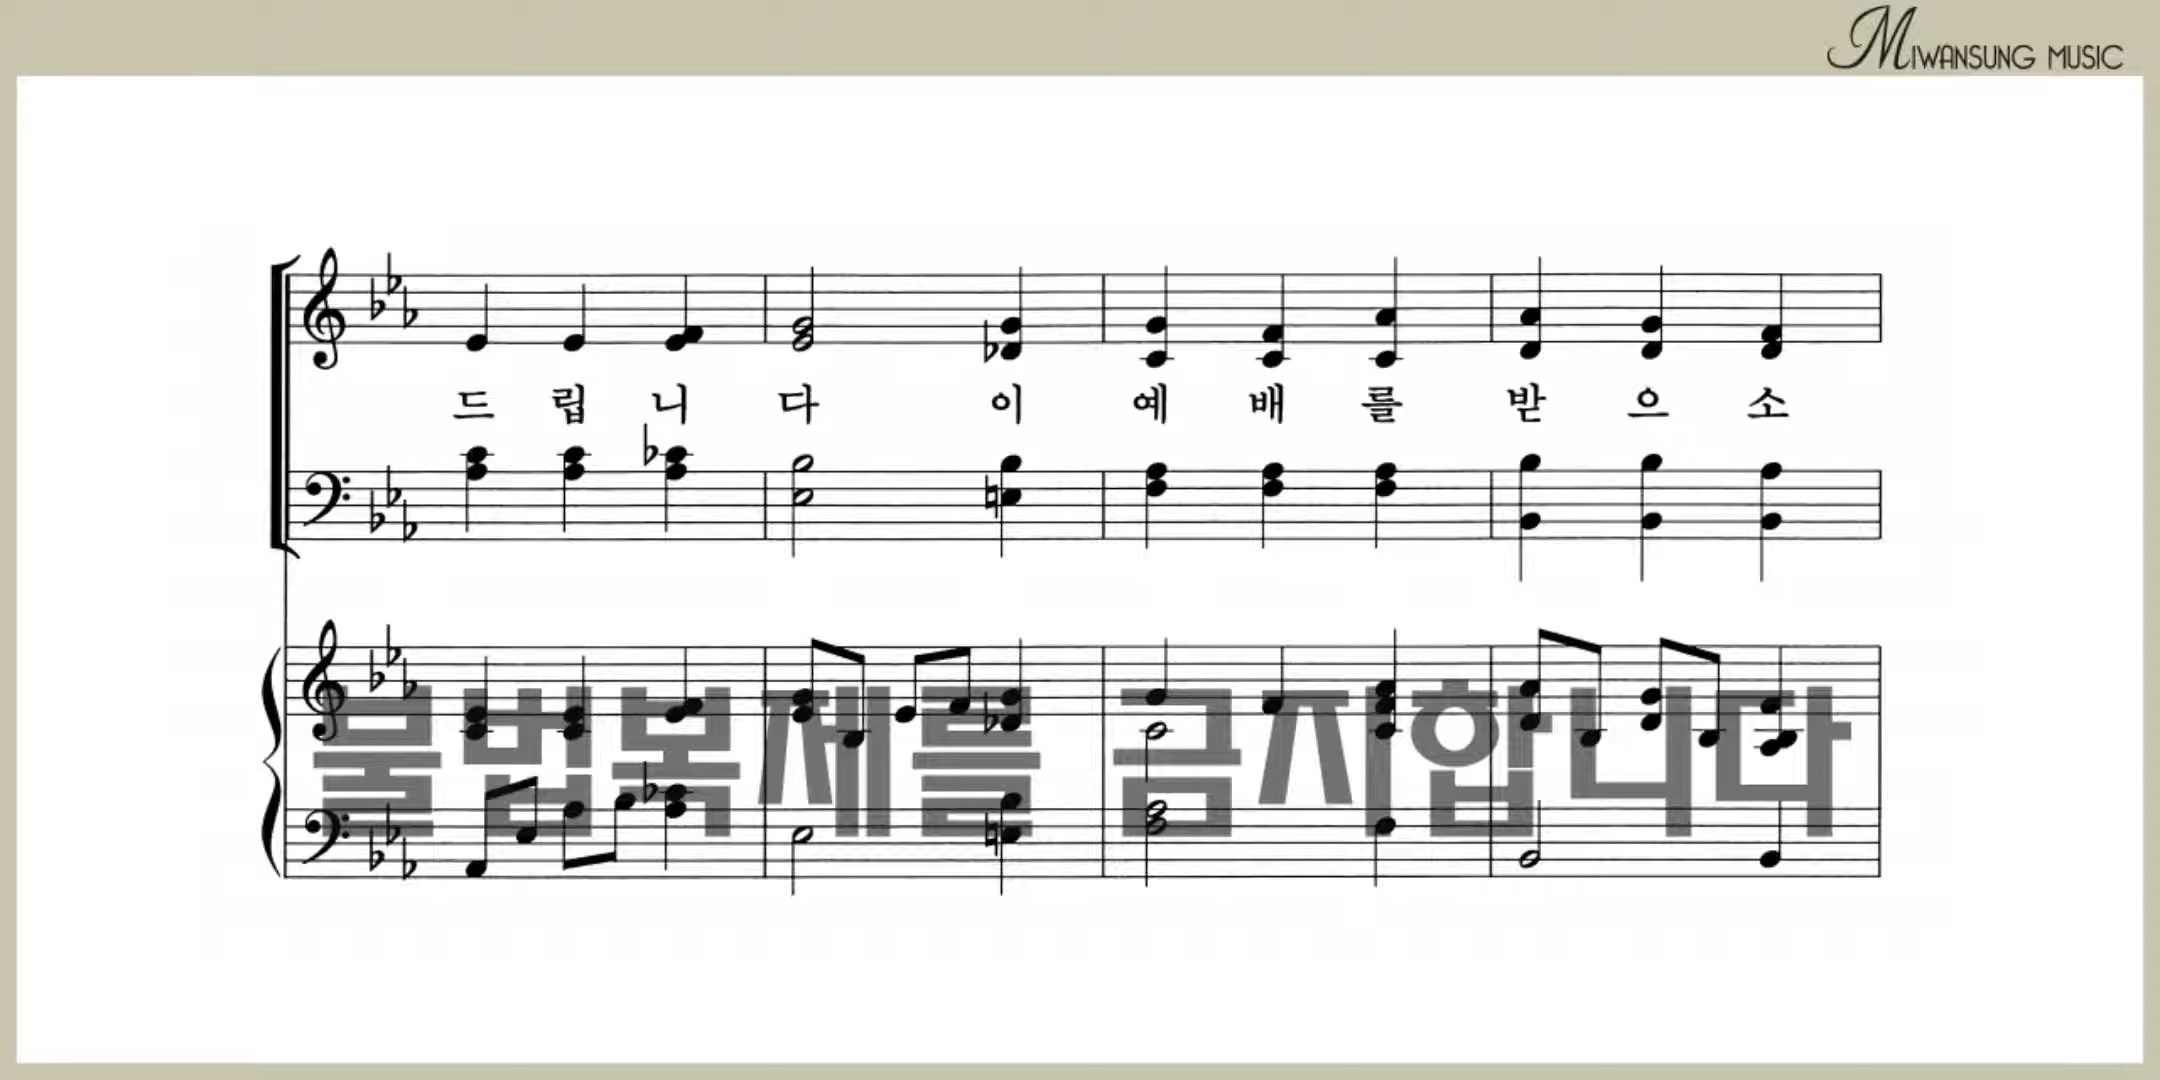 MIWANSUNG MUSIC
드 립 니 다 이 예 배 를 받 으 소
불법복제를 금지합니다